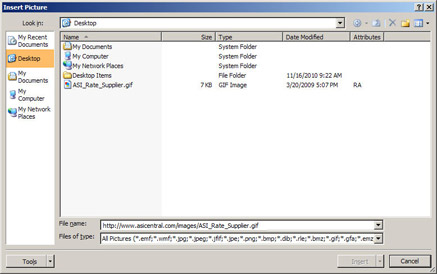 Insert Picture
Look in: Desktop
My Recent Documents
Desktop
My Documents
My Computer
My Network Places
Name Size Type Date Modified Attributes
My Documents System Folder
My Computer System Folder
My Network Places System Folder
Desktop Items File Folder 11/16/2010 9:22 AM
ASI_Rate_Supplier.gif 7 KB GIF Image 3/20/2009 5:07 PM RA
File name: http://www.asicentral.com/images/ASI_Rate_Supplier.gif
Files of type: All Pictures (*.emf;*.wmf;*.jpg;*.jpeg;*.jfif;*.jpe;*.png;*.bmp;*.dib;*.rle;*.bmz;*.gif;*.gfa;*.emz
Tools Insert Cancel